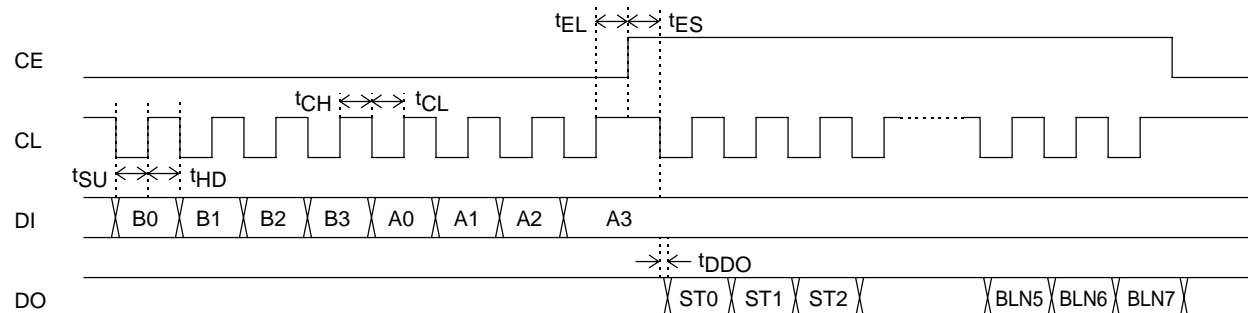 tEL tES
CE
tCH tCL
CL
tSU tHD
DI B0 B1 B2 B3 A0 A1 A2 A3
tDDO
DO ST0 ST1 ST2 BLN5 BLN6 BLN7